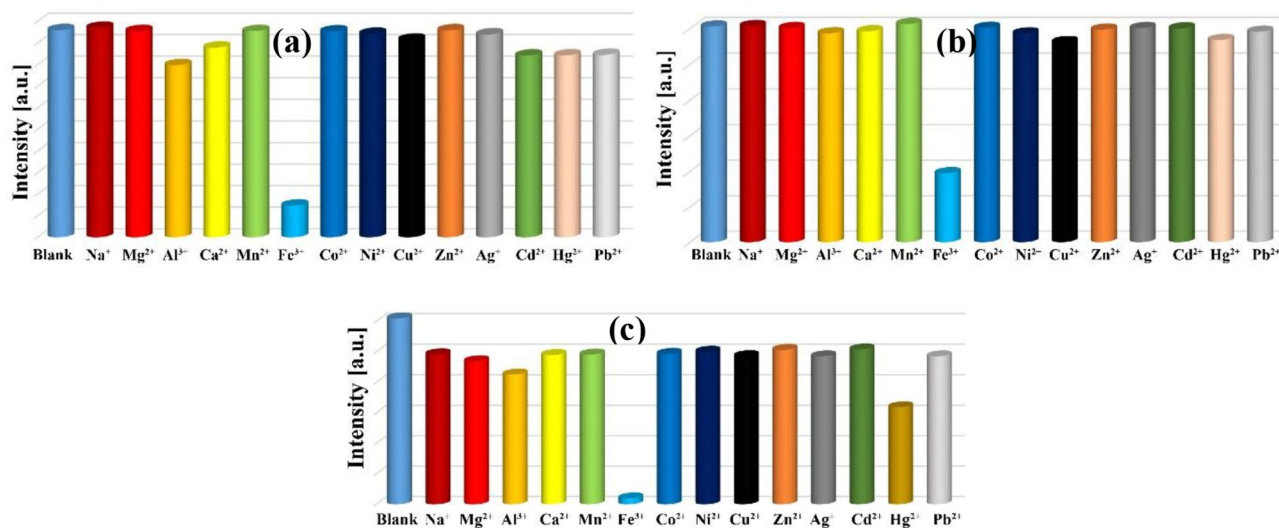 (a)
Intensity [a.u.]
Blank Na⁺ Mg²⁺ Al³⁺ Ca²⁺ Mn²⁺ Fe³⁺ Co²⁺ Ni²⁺ Cu²⁺ Zn²⁺ Ag⁺ Cd²⁺ Hg²⁺ Pb²⁺
(b)
Intensity [a.u.]
Blank Na⁺ Mg²⁺ Al³⁺ Ca²⁺ Mn²⁺ Fe³⁺ Co²⁺ Ni²⁺ Cu²⁺ Zn²⁺ Ag⁺ Cd²⁺ Hg²⁺ Pb²⁺
(c)
Intensity [a.u.]
Blank Na⁺ Mg²⁺ Al³⁺ Ca²⁺ Mn²⁺ Fe³⁺ Co²⁺ Ni²⁺ Cu²⁺ Zn²⁺ Ag⁺ Cd²⁺ Hg²⁺ Pb²⁺